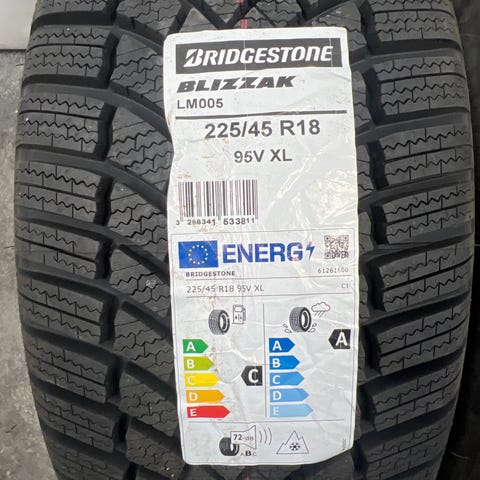 BRIDGESTONE
BLIZZAK
LM005
225/45 R18
95V XL
3 286341 533811
ENERG
BRIDGESTONE 61261500
225/45 R18 95V XL C1
A A
B B
C C
D D
E E
C A
72 dB
ABC